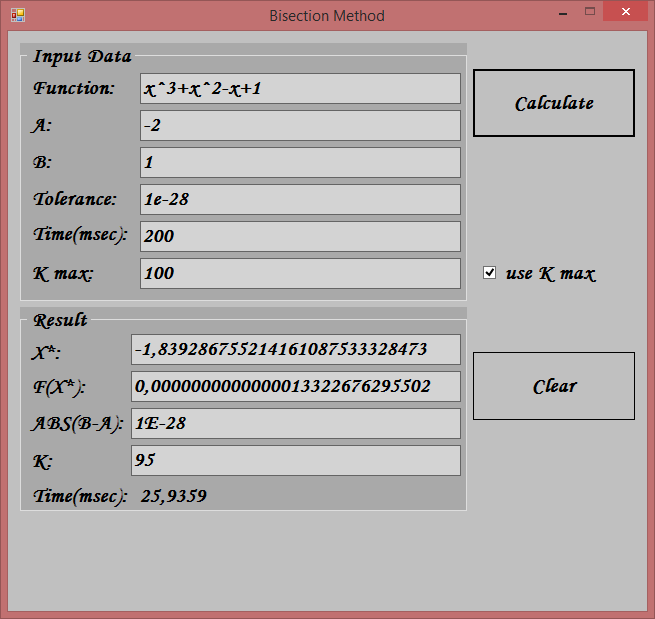 Bisection Method
Input Data
Function: x^3+x^2-x+1
Calculate
A: -2
B: 1
Tolerance: 1e-28
Time(msec): 200
K max: 100
use K max
Result
X*: -1,8392867552141611087533328473
F(X*): 0,0000000000000013322676295502
Clear
ABS(B-A): 1E-28
K: 95
Time(msec): 25,9359